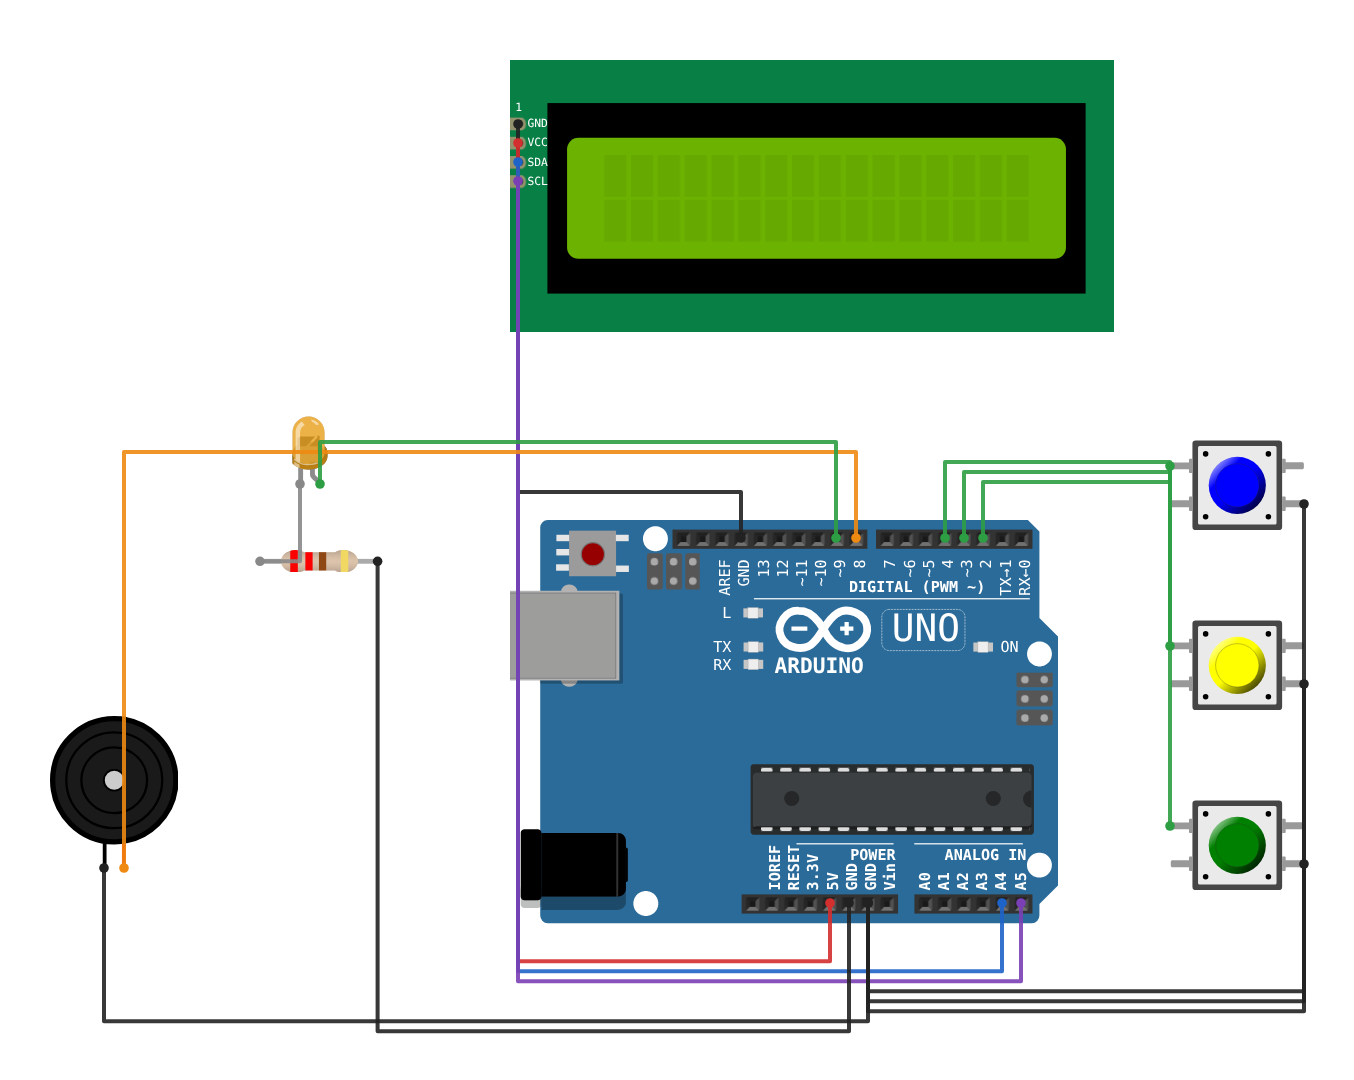 1
GND
VCC
SDA
SCL
AREF
GND
13
12
~11
~10
~9
8
7
~6
~5
4
~3
2
TX→1
RX←0
DIGITAL (PWM ~)
L
TX
RX
ARDUINO
UNO
ON
IOREF
RESET
3.3V
5V
GND
GND
Vin
POWER
ANALOG IN
A0
A1
A2
A3
A4
A5